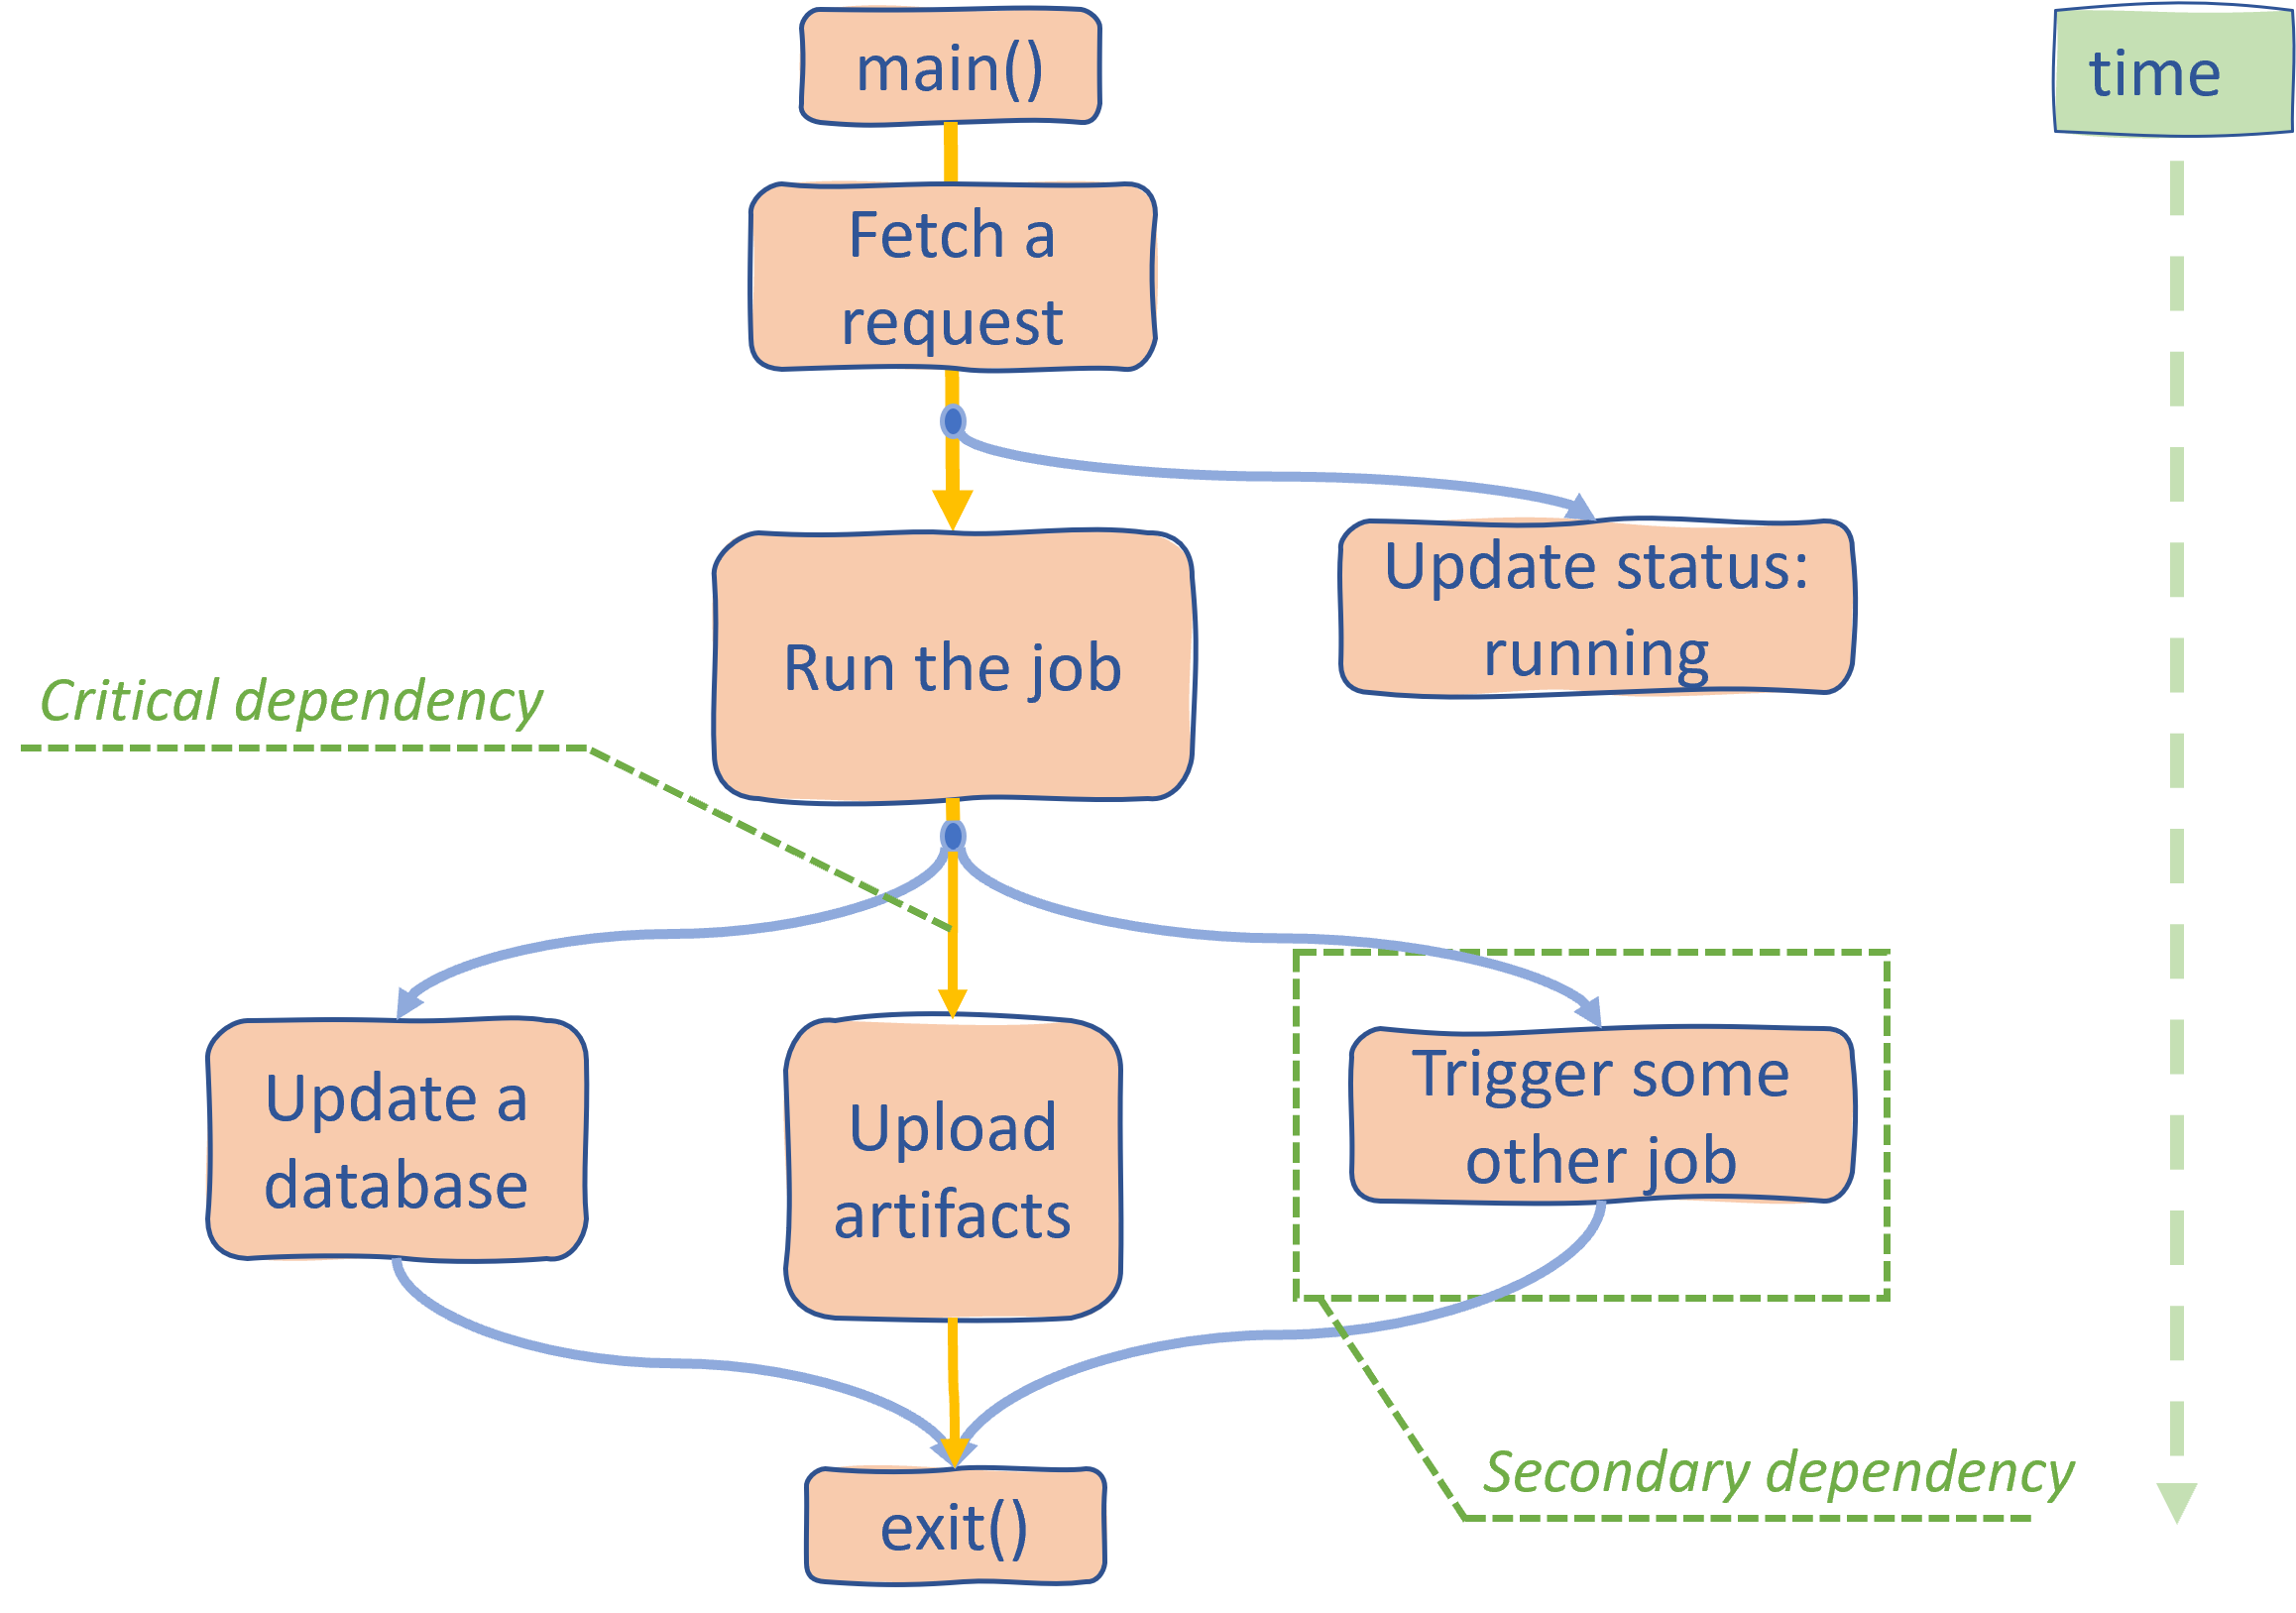 main()
time
Fetch a
request
Update status:
running
Run the job
Critical dependency
Update a
database
Upload
artifacts
Trigger some
other job
Secondary dependency
exit()